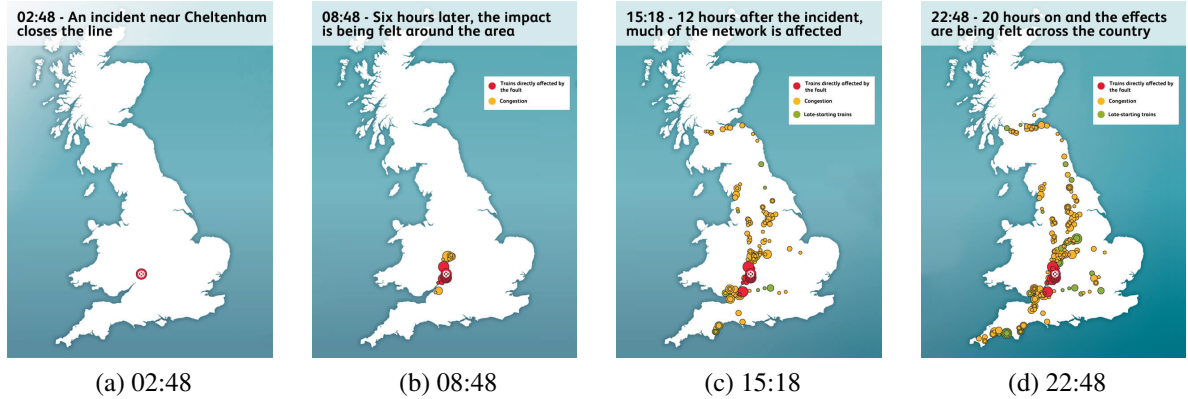 02:48 - An incident near Cheltenham
closes the line
(a) 02:48
08:48 - Six hours later, the impact
is being felt around the area
Trains directly affected by
the fault
Congestion
(b) 08:48
15:18 - 12 hours after the incident,
much of the network is affected
Trains directly affected by
the fault
Congestion
Late-starting trains
(c) 15:18
22:48 - 20 hours on and the effects
are being felt across the country
Trains directly affected by
the fault
Congestion
Late-starting trains
(d) 22:48